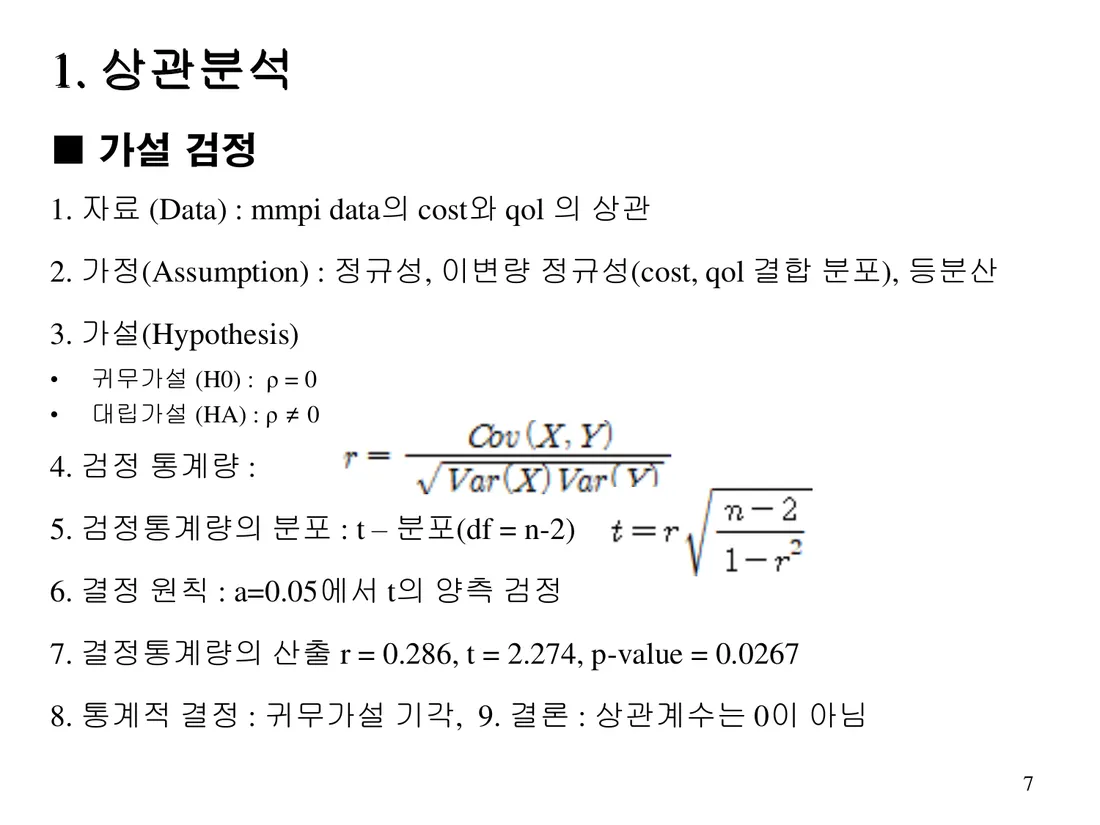 1. 상관분석
■ 가설 검정
1. 자료 (Data) : mmpi data의 cost와 qol 의 상관
2. 가정(Assumption) : 정규성, 이변량 정규성(cost, qol 결합 분포), 등분산
3. 가설(Hypothesis)
• 귀무가설 (H0) : ρ = 0
• 대립가설 (HA) : ρ ≠ 0
4. 검정 통계량 : r = Cov(X, Y) / √Var(X)Var(Y)
5. 검정통계량의 분포 : t – 분포(df = n-2) t = r√(n-2 / 1-r²)
6. 결정 원칙 : a=0.05에서 t의 양측 검정
7. 결정통계량의 산출 r = 0.286, t = 2.274, p-value = 0.0267
8. 통계적 결정 : 귀무가설 기각, 9. 결론 : 상관계수는 0이 아님
7